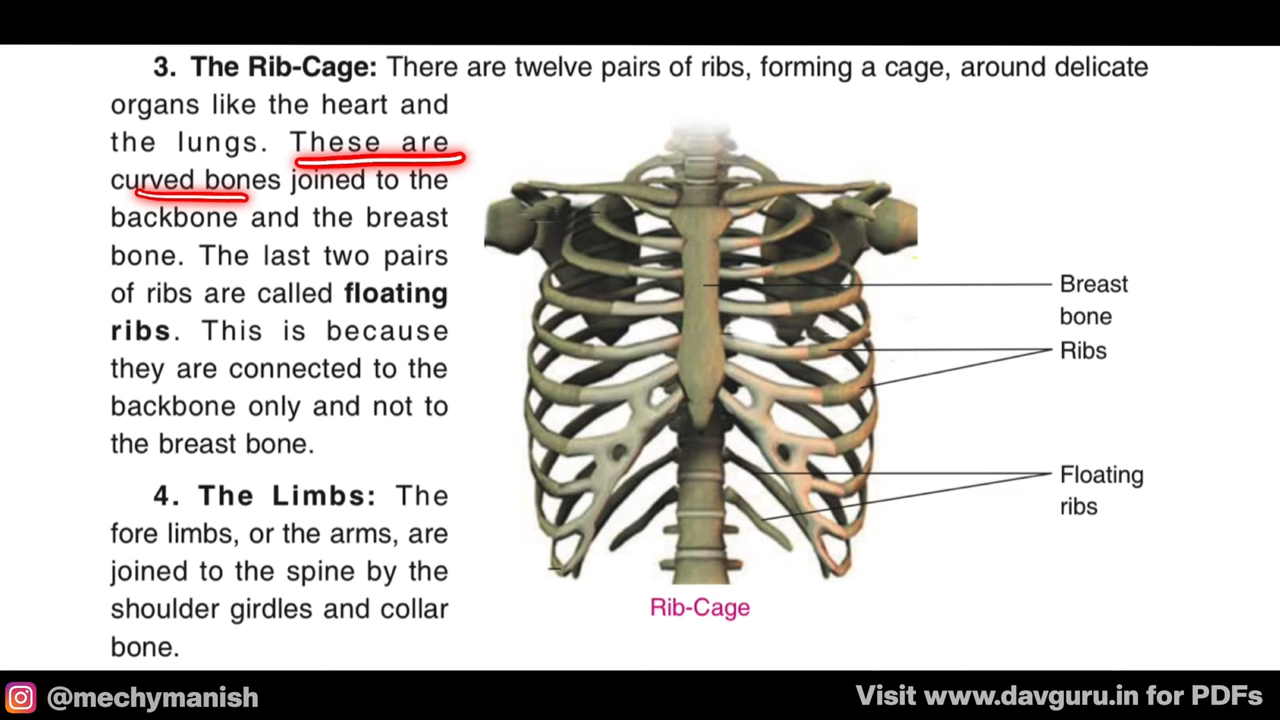 3. The Rib-Cage: There are twelve pairs of ribs, forming a cage, around delicate
organs like the heart and
the lungs. These are
curved bones joined to the
backbone and the breast
bone. The last two pairs
of ribs are called floating
ribs. This is because
they are connected to the
backbone only and not to
the breast bone.
4. The Limbs: The
fore limbs, or the arms, are
joined to the spine by the
shoulder girdles and collar
bone.
Breast
bone
Ribs
Floating
ribs
Rib-Cage
@mechymanish
Visit www.davguru.in for PDFs